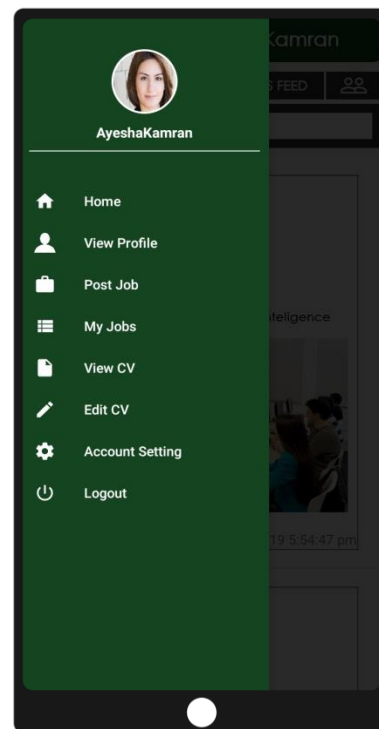 Kamran
S FEED
AyeshaKamran
Home
View Profile
Post Job
My Jobs
nteligence
View CV
Edit CV
Account Setting
Logout
19 5:54:47 pm